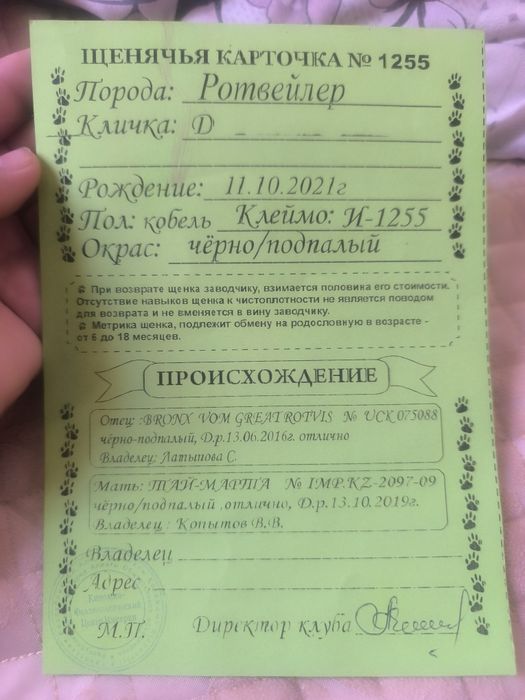 ЩЕНЯЧЬЯ КАРТОЧКА № 1255
Порода: Ротвейлер
Кличка: D
Рождение: 11.10.2021г
Пол: кобель Клеймо: И-1255
Окрас: чёрно/подпалый
При возврате щенка заводчику, взимается половина его стоимости.
Отсутствие навыков щенка к чистоплотности не является поводом
для возврата и не вменяется в вину заводчику.
Метрика щенка, подлежит обмену на родословную в возрасте -
от 6 до 18 месяцев.
ПРОИСХОЖДЕНИЕ
Отец: :BRONX VOM GREAT ROTVIS № UCK 075088
чёрно-подпалый, Д.р.13.06.2016г. отлично
Владелец: Латыпова С.
Мать: ТАЙ-МАРТА № IMP.KZ-2097-09
чёрно/подпалый ,отлично, Д.р.13.10.2019г.
Владелец : Копытов В.В.
Владелец
Адрес
М.П. Директор клуба